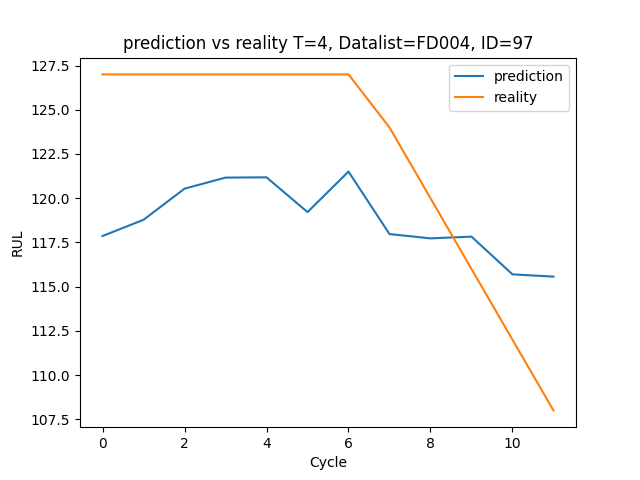 prediction vs reality T=4, Datalist=FD004, ID=97
prediction
reality
RUL
127.5
125.0
122.5
120.0
117.5
115.0
112.5
110.0
107.5
0 2 4 6 8 10
Cycle